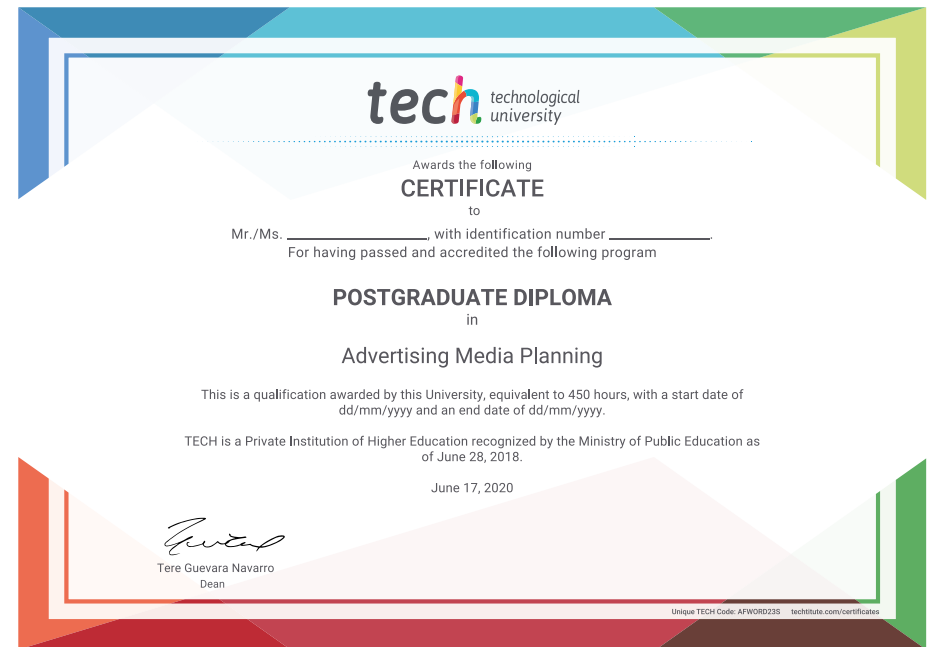 tech technological
university
Awards the following
CERTIFICATE
to
Mr./Ms. ____________________, with identification number ______________.
For having passed and accredited the following program
POSTGRADUATE DIPLOMA
in
Advertising Media Planning
This is a qualification awarded by this University, equivalent to 450 hours, with a start date of
dd/mm/yyyy and an end date of dd/mm/yyyy.
TECH is a Private Institution of Higher Education recognized by the Ministry of Public Education as
of June 28, 2018.
June 17, 2020
Tere Guevara Navarro
Dean
Unique TECH Code: AFWORD23S techtitute.com/certificates